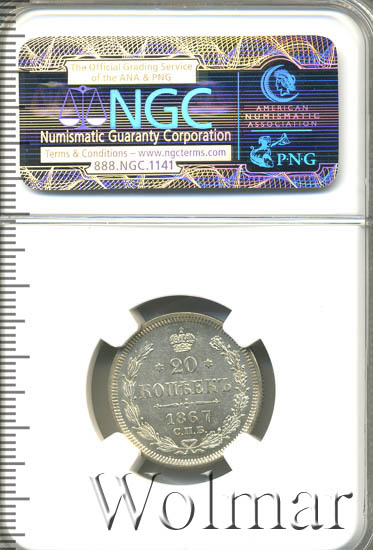 The Official Grading Service
of the ANA & PNG
NGC
Numismatic Guaranty Corporation
Terms & Conditions – www.ngcterms.com
888.NGC.1141
AMERICAN
NUMISMATIC
ASSOCIATION
PNG
20
КОПѢЕКЪ
1867
С.П.Б.
Wolmar